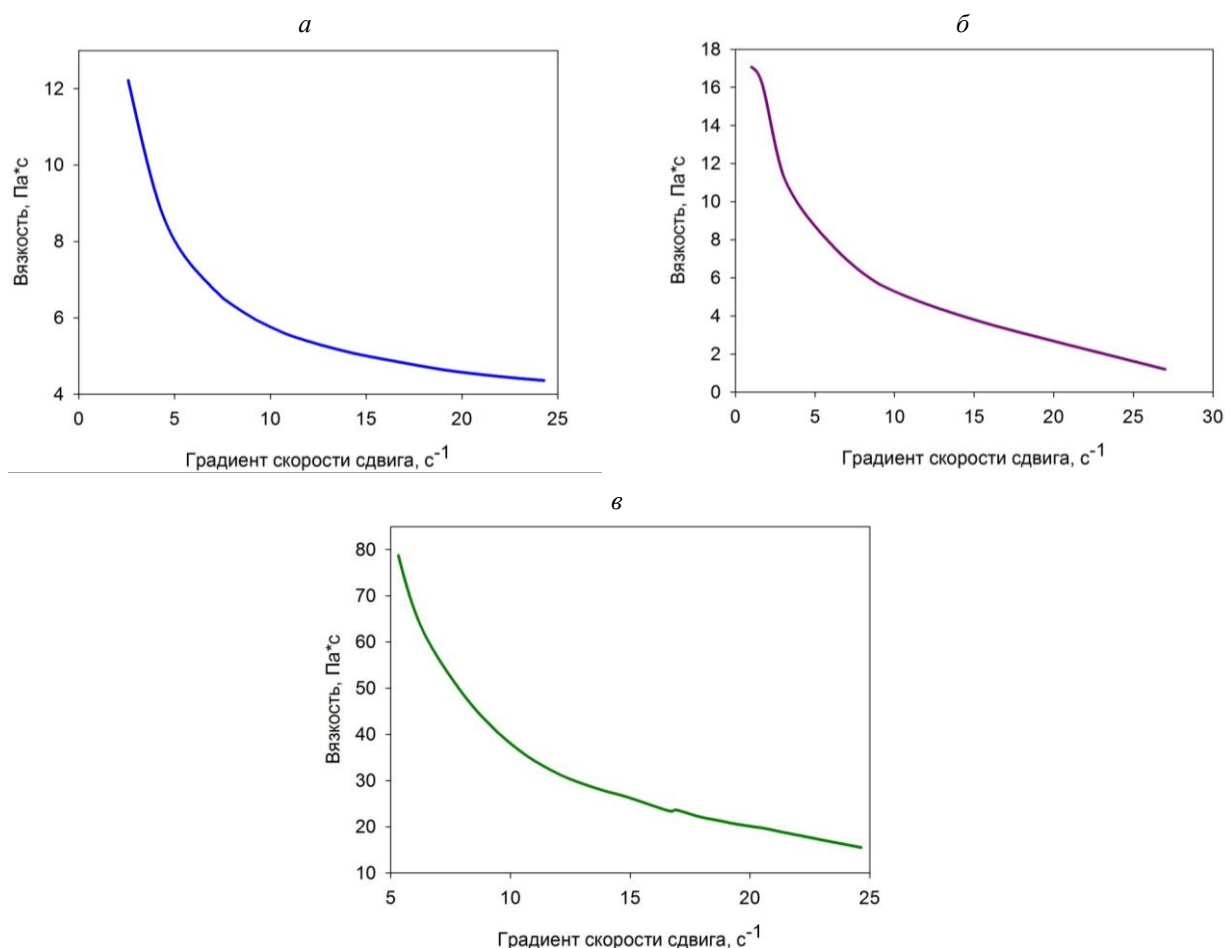 а
12
10
8
6
4
0 5 10 15 20 25
Вязкость, Па*с
Градиент скорости сдвига, с-1
б
18
16
14
12
10
8
6
4
2
0
0 5 10 15 20 25 30
Вязкость, Па*с
Градиент скорости сдвига, с-1
в
80
70
60
50
40
30
20
10
5 10 15 20 25
Вязкость, Па*с
Градиент скорости сдвига, с-1